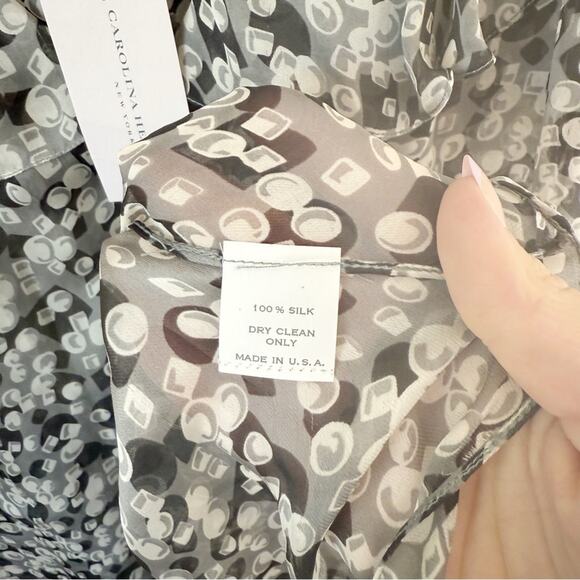 CAROLINA HE
NEW YORK
100% SILK
DRY CLEAN
ONLY
MADE IN U.S.A.